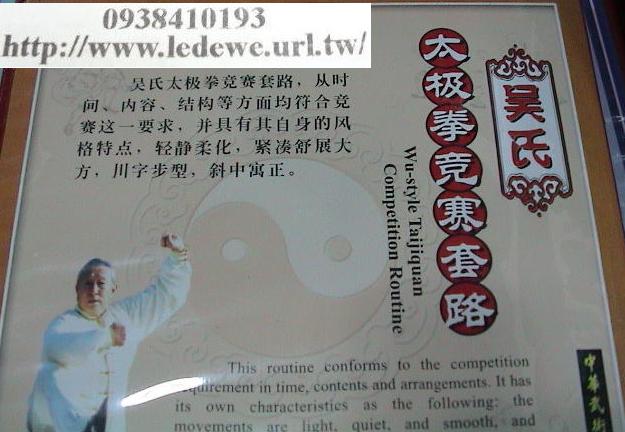 0938410193
http://www.ledewe.url.tw/
吴氏
太极拳竞赛套路
Wu-style Taijiquan
Competition Routine
吴氏太极拳竞赛套路，从时
间、内容、结构等方面均符合竞
赛这一要求，并具有其自身的风
格特点，轻静柔化，紧凑舒展大
方，川字步型，斜中寓正。
This routine conforms to the competition
requirement in time, contents and arrangements. It has
its own characteristics as the following: the
movements are light, quiet, and smooth, and
中华武術